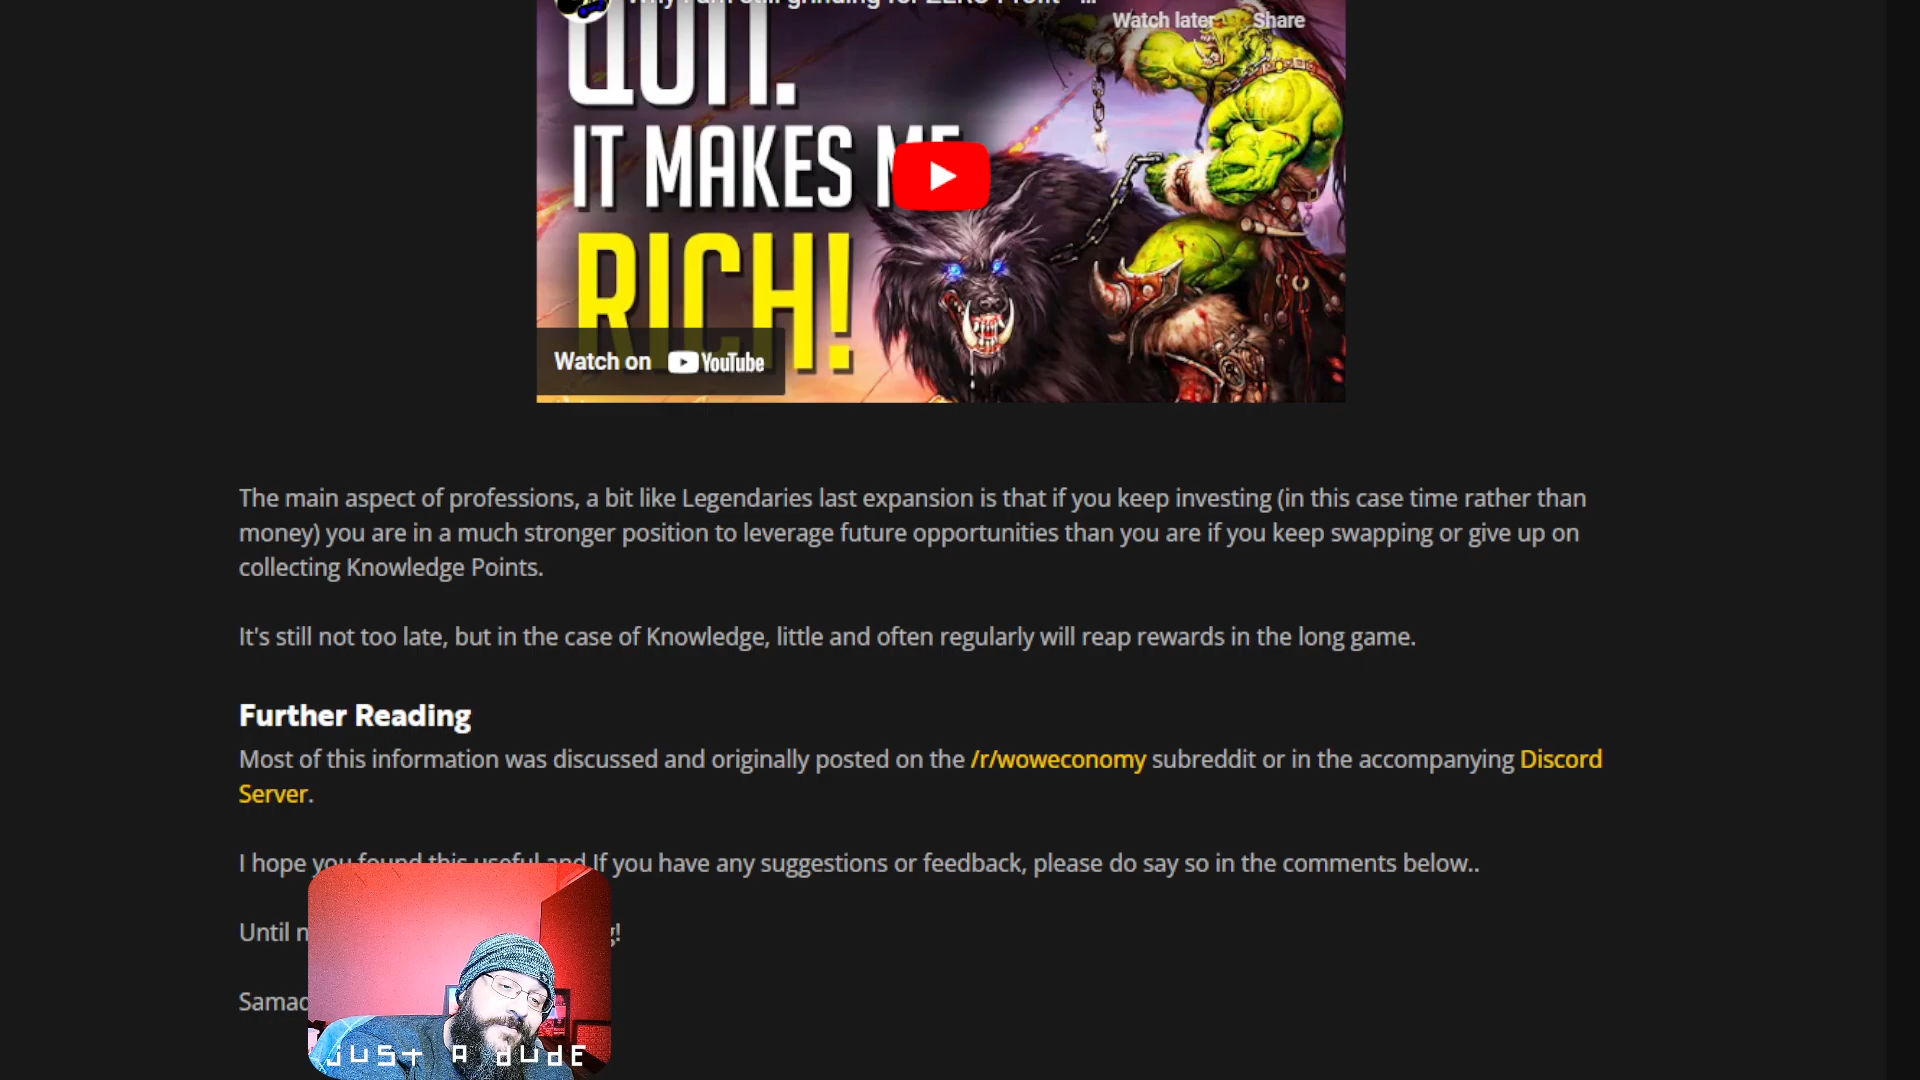 Watch later
Share
QUIT.
IT MAKES ME
RICH!
Watch on YouTube
The main aspect of professions, a bit like Legendaries last expansion is that if you keep investing (in this case time rather than
money) you are in a much stronger position to leverage future opportunities than you are if you keep swapping or give up on
collecting Knowledge Points.
It's still not too late, but in the case of Knowledge, little and often regularly will reap rewards in the long game.
Further Reading
Most of this information was discussed and originally posted on the /r/woweconomy subreddit or in the accompanying Discord
Server.
I hope you found this useful and If you have any suggestions or feedback, please do say so in the comments below..
Until
JUST A dUdE